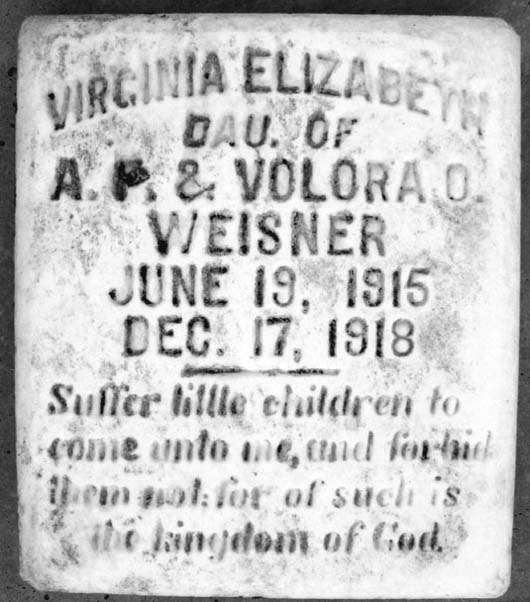 VIRGINIA ELIZABETH
DAU. OF
A. F. & VOLORA O.
WEISNER
JUNE 19, 1915
DEC. 17, 1918
Suffer little children to
come unto me, and forbid
them not: for of such is
the kingdom of God.